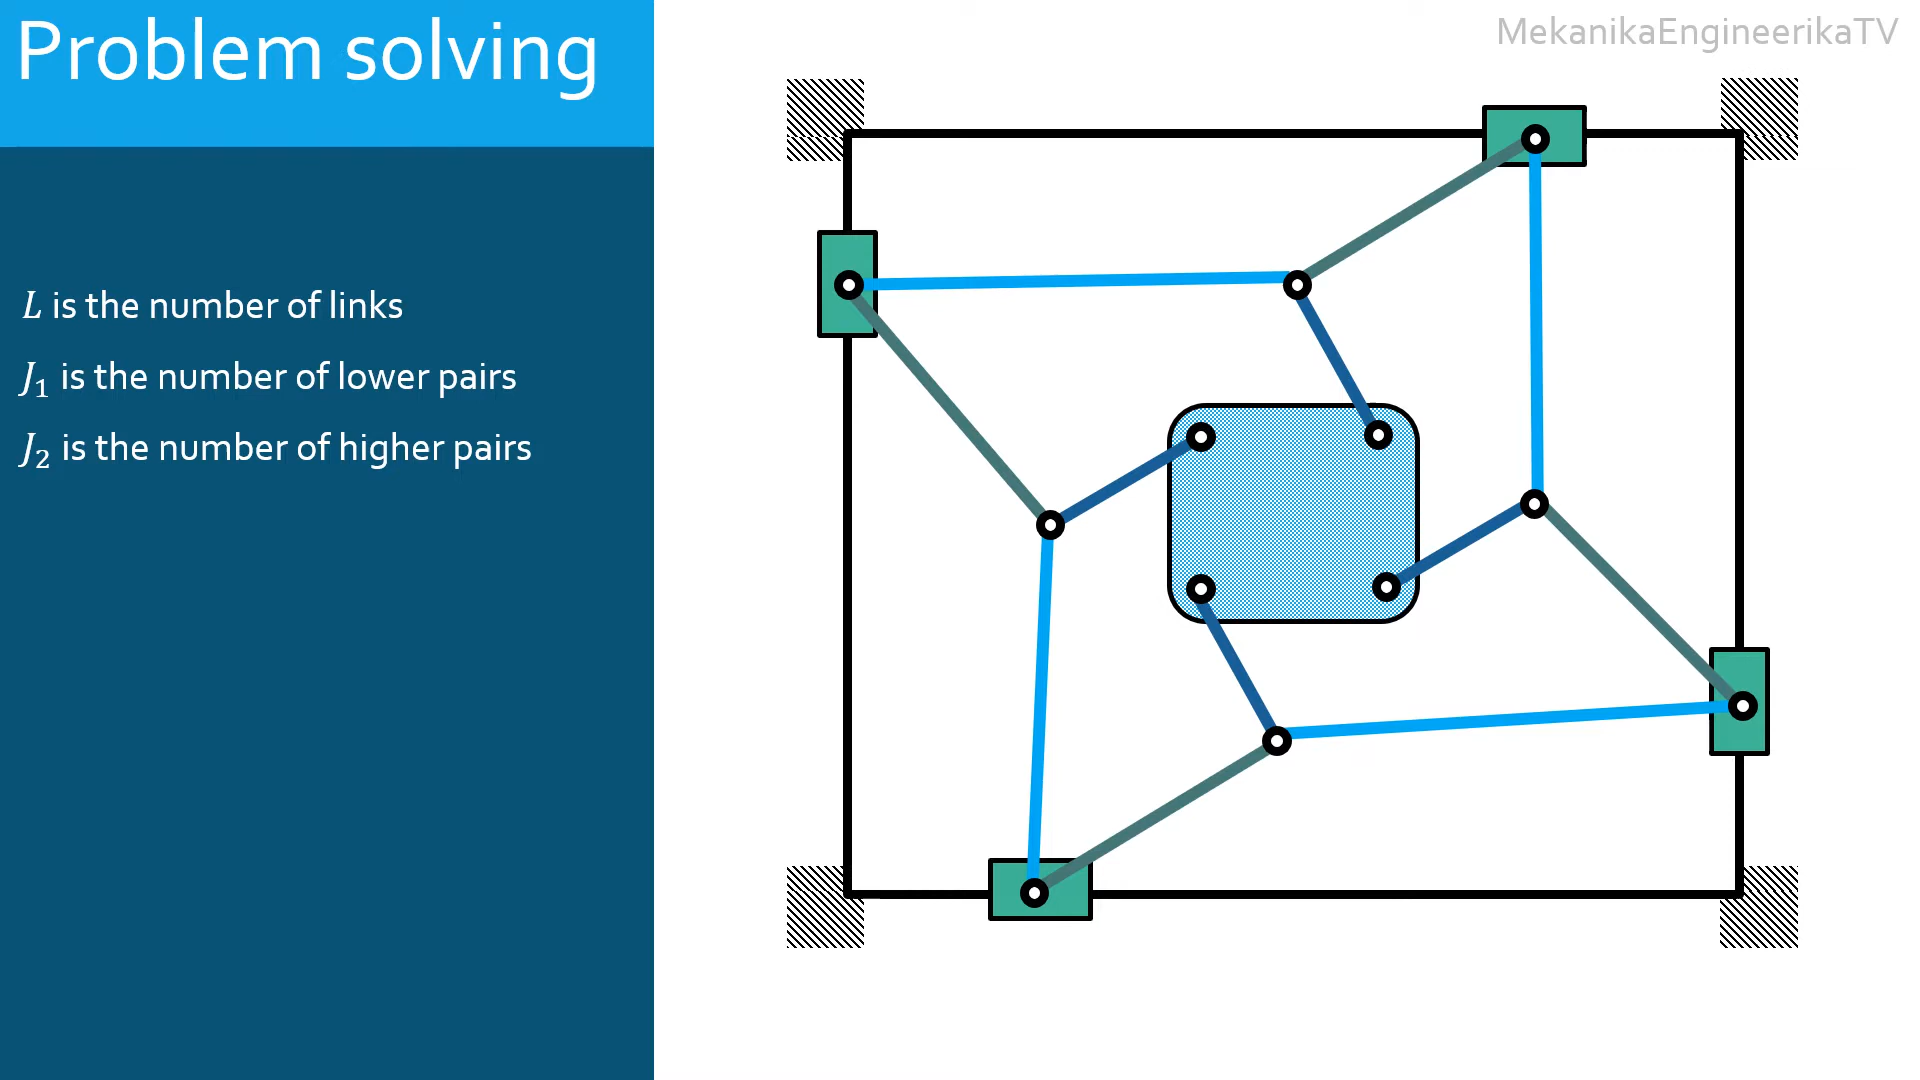 Problem solving
MekanikaEngineerikaTV
L is the number of links
J₁ is the number of lower pairs
J₂ is the number of higher pairs